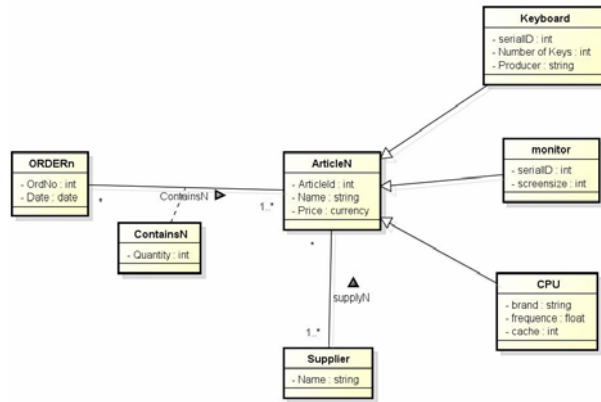 Keyboard
- serialID : int
- Number of Keys : int
- Producer : string
ORDERn
- OrdNo : int
- Date : date
ArticleN
- ArticleId : int
- Name : string
- Price : currency
monitor
- serialID : int
- screensize : int
*
ContainsN
1..*
ContainsN
- Quantity : int
*
supplyN
1..*
CPU
- brand : string
- frequence : float
- cache : int
Supplier
- Name : string